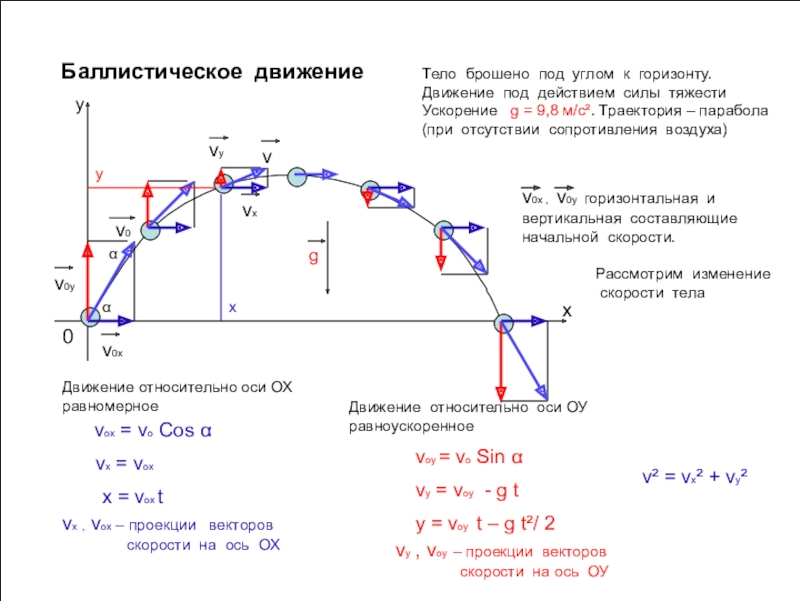 Баллистическое движение
Тело брошено под углом к горизонту.
Движение под действием силы тяжести
Ускорение g = 9,8 м/с². Траектория – парабола
(при отсутствии сопротивления воздуха)
y
y
vy
v
vx
v0
α
v0y
α
x
g
x
0
v0x
v0x , v0y горизонтальная и
вертикальная составляющие
начальной скорости.
Рассмотрим изменение
скорости тела
Движение относительно оси ОХ
равномерное
vox = vo Cos α
vx = vox
x = vox t
vx , vox – проекции векторов
скорости на ось ОХ
Движение относительно оси ОУ
равноускоренное
voy = vo Sin α
vy = voy - g t
y = voy t – g t²/ 2
vy , voy – проекции векторов
скорости на ось ОУ
v² = vx² + vy²